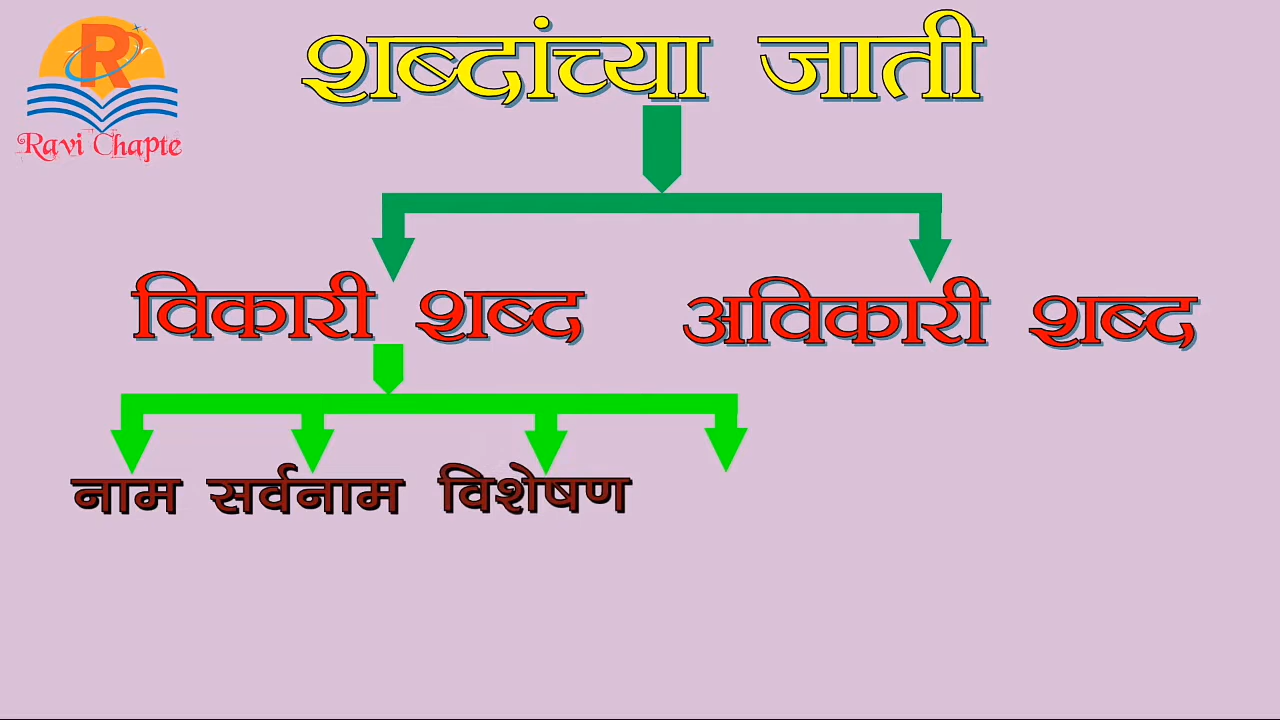 शब्दांच्या जाती
Ravi Chapte
विकारी शब्द अविकारी शब्द
नाम सर्वनाम विशेषण